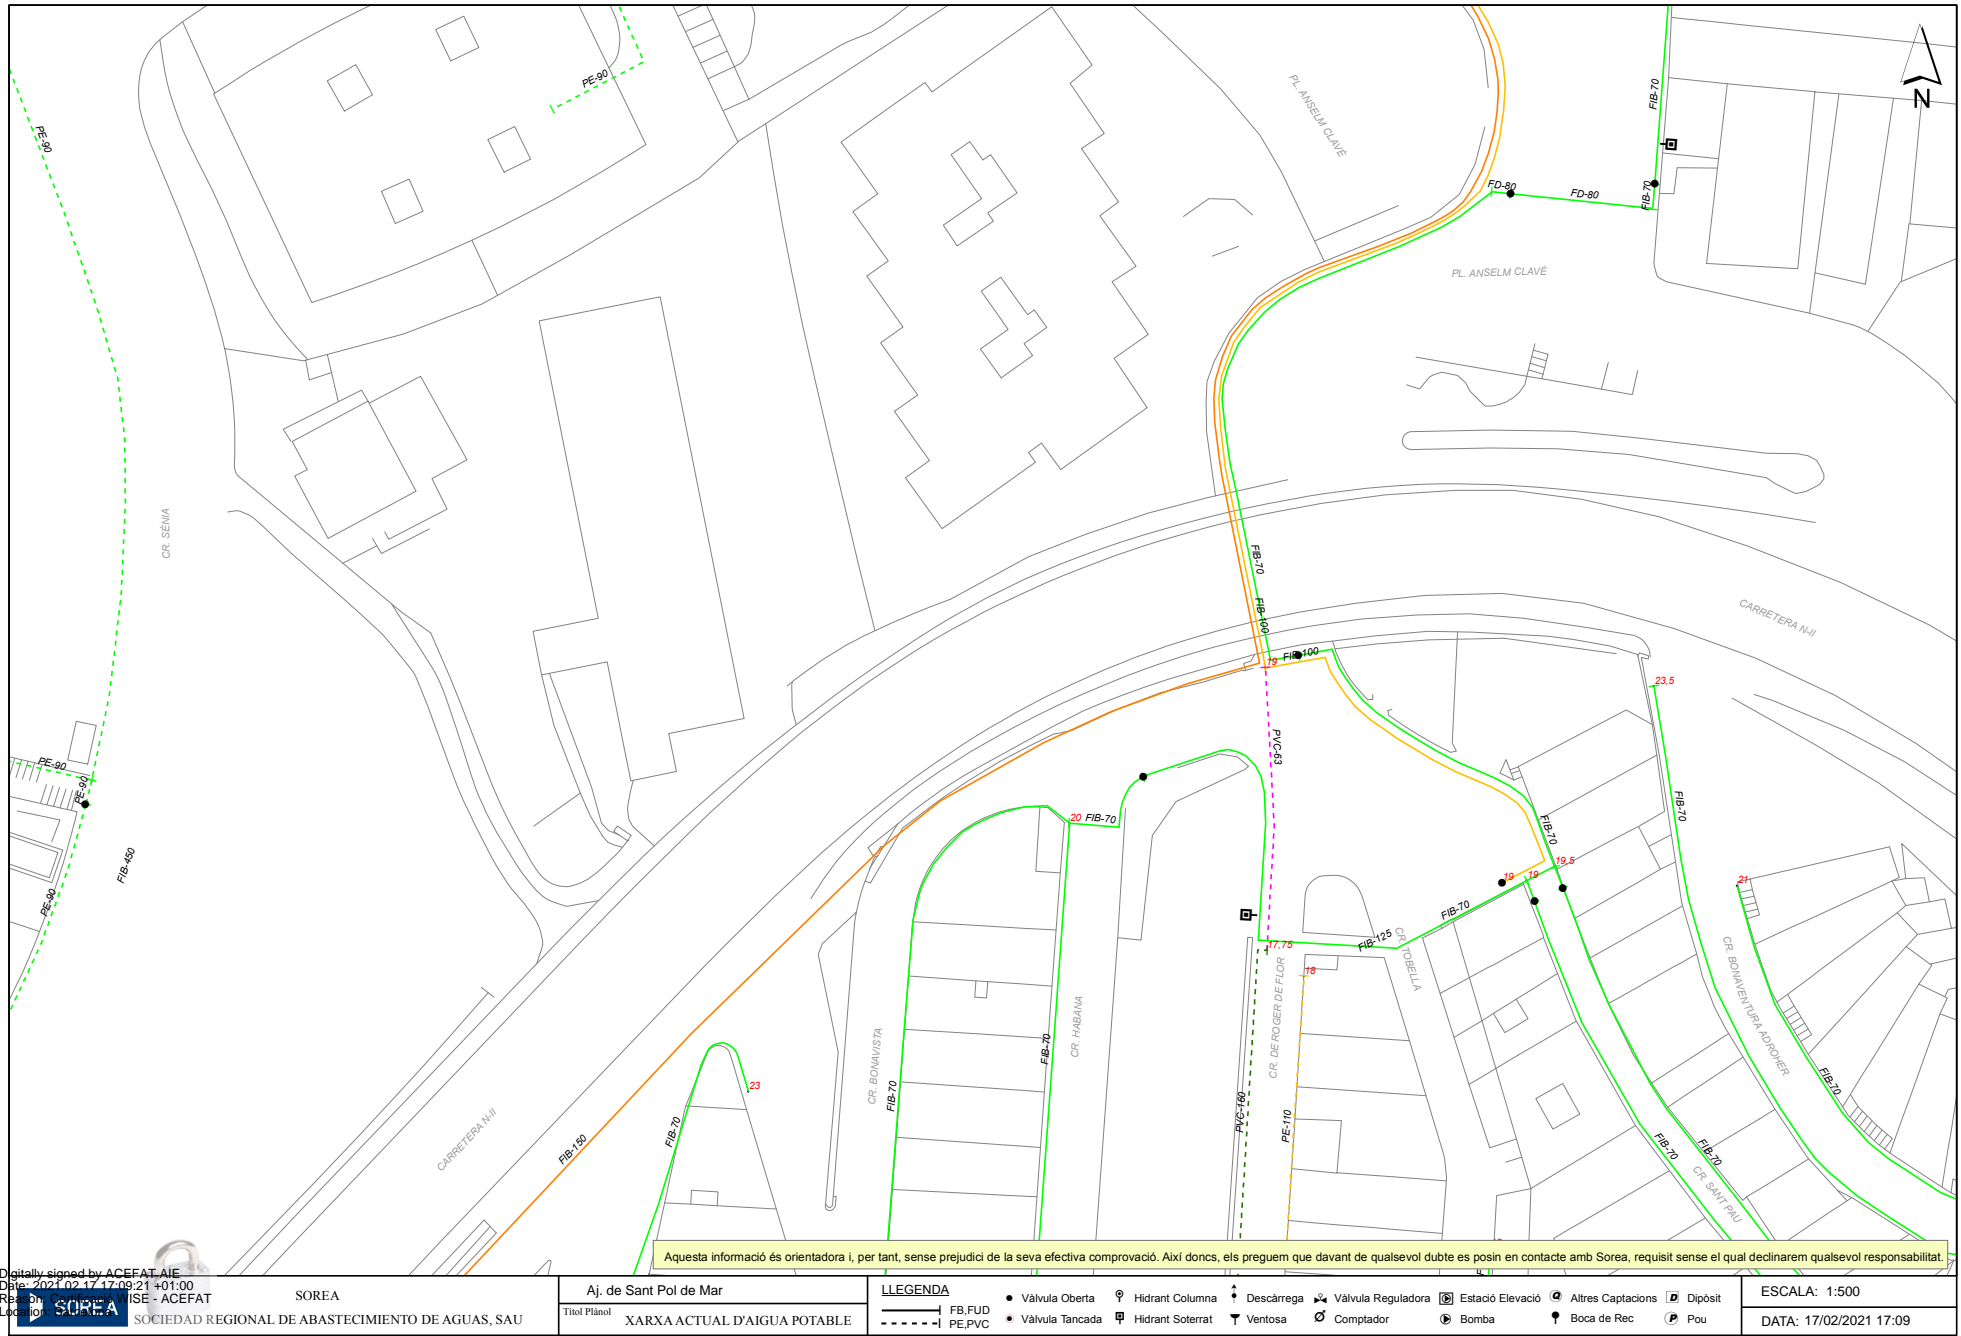 PE-90
PE-90
PL. ANSELM CLAVÉ
FIB-70
N
FD-80
FD-80
FIB-70
PL. ANSELM CLAVÉ
CR. SÈNIA
FIB-70
FIB-100
CARRETERA N-II
19
FIB-100
23,5
PVC-63
PE-90
PE-90
FIB-70
20
FIB-70
FIB-70
FIB-450
19,5
19
19
21
PE-90
FIB-70
FIB-125
17,75
18
CR. TOBELLA
CR. DE ROGER DE FLOR
CR. BONAVENTURA ADROHER
CR. HABANA
CR. BONAVISTA
FIB-70
FIB-70
FIB-70
23
PVC-160
PE-110
FIB-70
FIB-150
CARRETERA N-II
FIB-70
FIB-70
CR. SANT PAU
Aquesta informació és orientadora i, per tant, sense prejudici de la seva efectiva comprovació. Així doncs, els preguem que davant de qualsevol dubte es posin en contacte amb Sorea, requisit sense el qual declinarem qualsevol responsabilitat.
Digitally signed by ACEFAT, AIE
Date: 2021.02.17 17:09:21 +01:00
Reason: Certificació WISE - ACEFAT
Location: Barcelona
SOREA
SOREA
SOCIEDAD REGIONAL DE ABASTECIMIENTO DE AGUAS, SAU
Aj. de Sant Pol de Mar
Títol Plànol
XARXA ACTUAL D'AIGUA POTABLE
LLEGENDA
FB,FUD
PE,PVC
Vàlvula Oberta
Hidrant Columna
Descàrrega
Vàlvula Reguladora
Estació Elevació
Altres Captacions
Dipòsit
Vàlvula Tancada
Hidrant Soterrat
Ventosa
Comptador
Bomba
Boca de Rec
Pou
ESCALA: 1:500
DATA: 17/02/2021 17:09